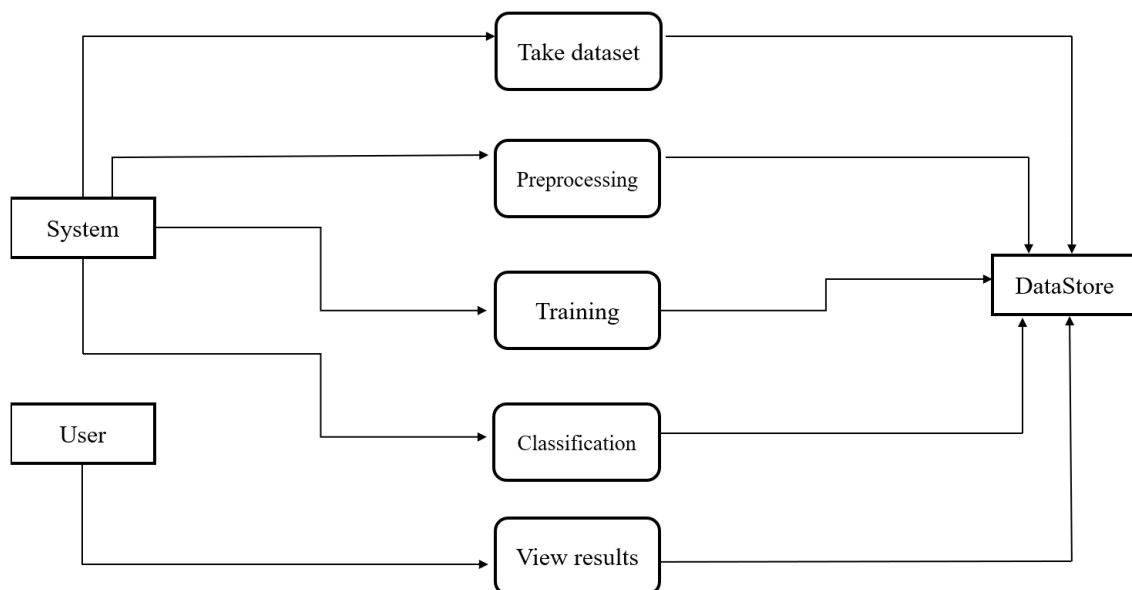 Take dataset
Preprocessing
System
Training
DataStore
User
Classification
View results